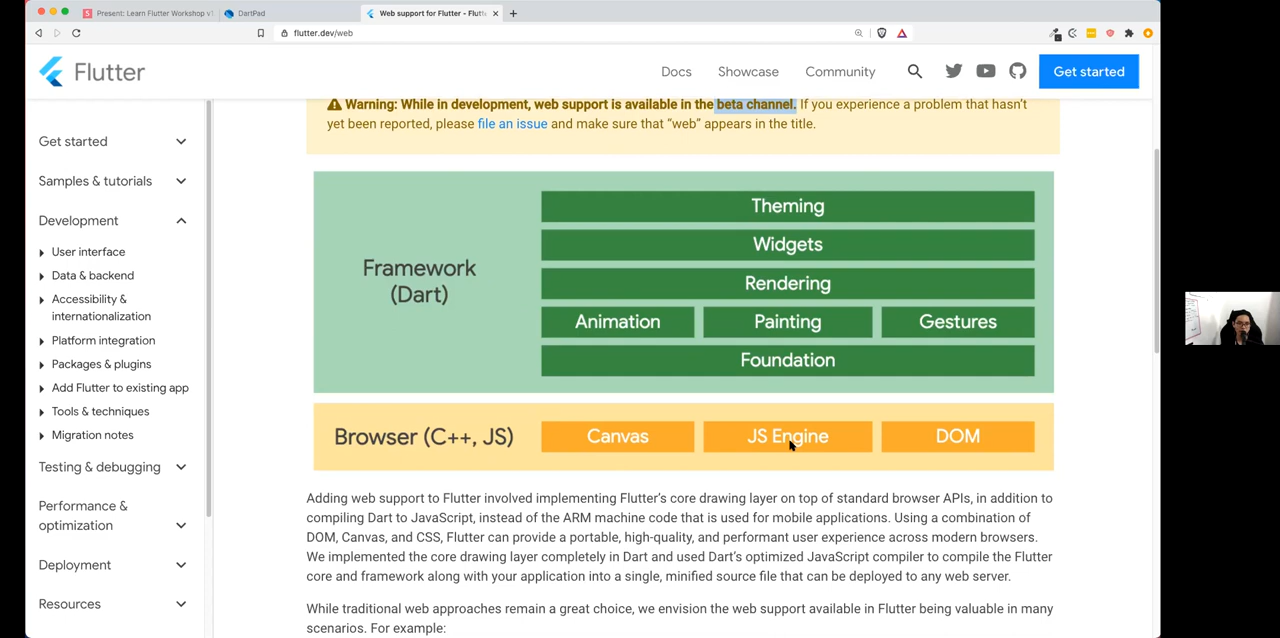 Present: Learn Flutter Workshop v1
DartPad
Web support for Flutter - Flutt
flutter.dev/web
Flutter
Docs
Showcase
Community
Get started
Get started
Samples & tutorials
Development
User interface
Data & backend
Accessibility &
internationalization
Platform integration
Packages & plugins
Add Flutter to existing app
Tools & techniques
Migration notes
Testing & debugging
Performance &
optimization
Deployment
Resources
Warning: While in development, web support is available in the beta channel. If you experience a problem that hasn't
yet been reported, please file an issue and make sure that "web" appears in the title.
Framework
(Dart)
Theming
Widgets
Rendering
Animation
Painting
Gestures
Foundation
Browser (C++, JS)
Canvas
JS Engine
DOM
Adding web support to Flutter involved implementing Flutter's core drawing layer on top of standard browser APIs, in addition to
compiling Dart to JavaScript, instead of the ARM machine code that is used for mobile applications. Using a combination of
DOM, Canvas, and CSS, Flutter can provide a portable, high-quality, and performant user experience across modern browsers.
We implemented the core drawing layer completely in Dart and used Dart's optimized JavaScript compiler to compile the Flutter
core and framework along with your application into a single, minified source file that can be deployed to any web server.
While traditional web approaches remain a great choice, we envision the web support available in Flutter being valuable in many
scenarios. For example: